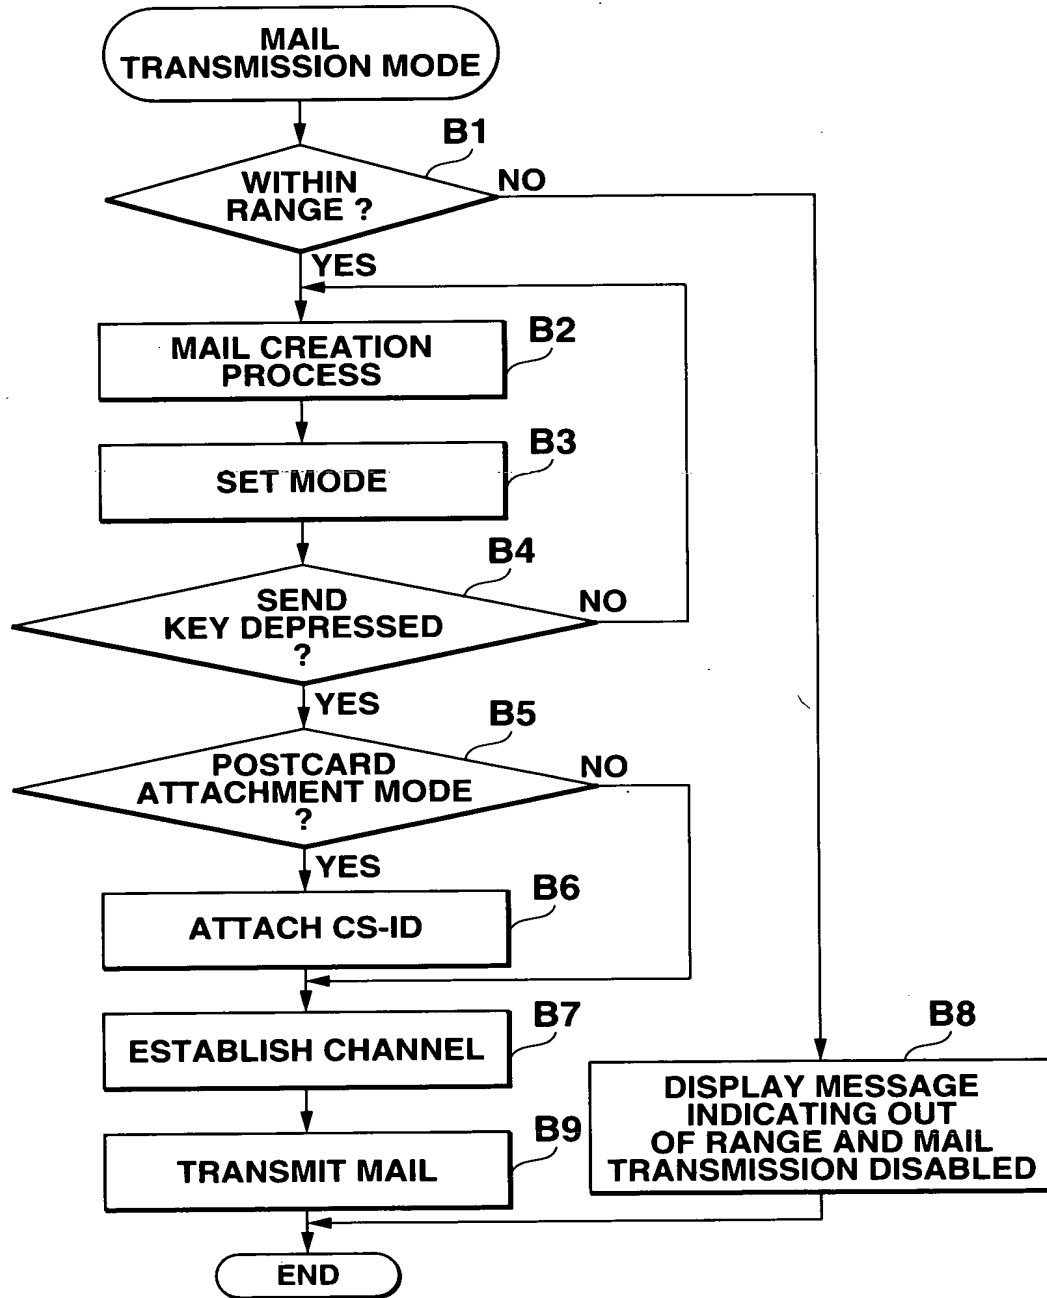 MAIL
TRANSMISSION MODE
B1
WITHIN
RANGE ?
NO
YES
MAIL CREATION
PROCESS
B2
SET MODE
B3
B4
SEND
KEY DEPRESSED
?
NO
YES
B5
POSTCARD
ATTACHMENT MODE
?
NO
YES
ATTACH CS-ID
B6
ESTABLISH CHANNEL
B7
B8
DISPLAY MESSAGE
INDICATING OUT
OF RANGE AND MAIL
TRANSMISSION DISABLED
TRANSMIT MAIL
B9
END